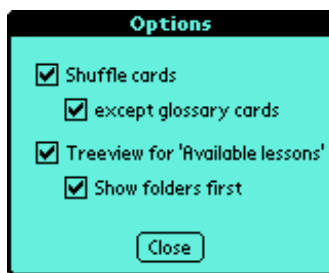 Options
Shuffle cards
except glossary cards
Treeview for 'Available lessons'
Show folders first
Close